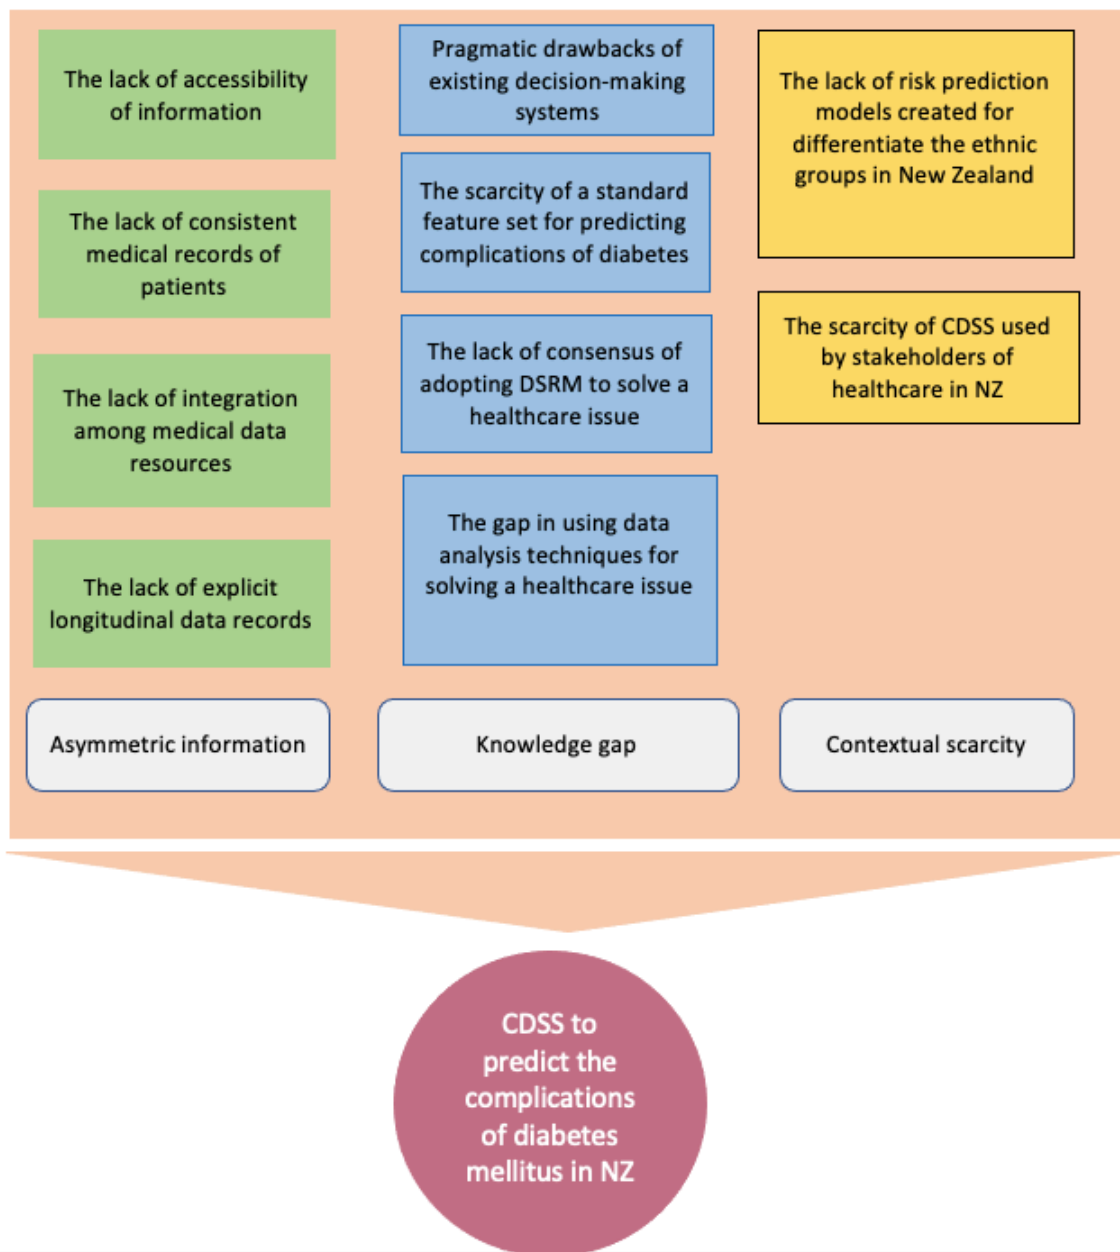 The lack of accessibility
of information
The lack of consistent
medical records of
patients
The lack of integration
among medical data
resources
The lack of explicit
longitudinal data records
Asymmetric information
Pragmatic drawbacks of
existing decision-making
systems
The scarcity of a standard
feature set for predicting
complications of diabetes
The lack of consensus of
adopting DSRM to solve a
healthcare issue
The gap in using data
analysis techniques for
solving a healthcare issue
Knowledge gap
The lack of risk prediction
models created for
differentiate the ethnic
groups in New Zealand
The scarcity of CDSS used
by stakeholders of
healthcare in NZ
Contextual scarcity
CDSS to
predict the
complications
of diabetes
mellitus in NZ